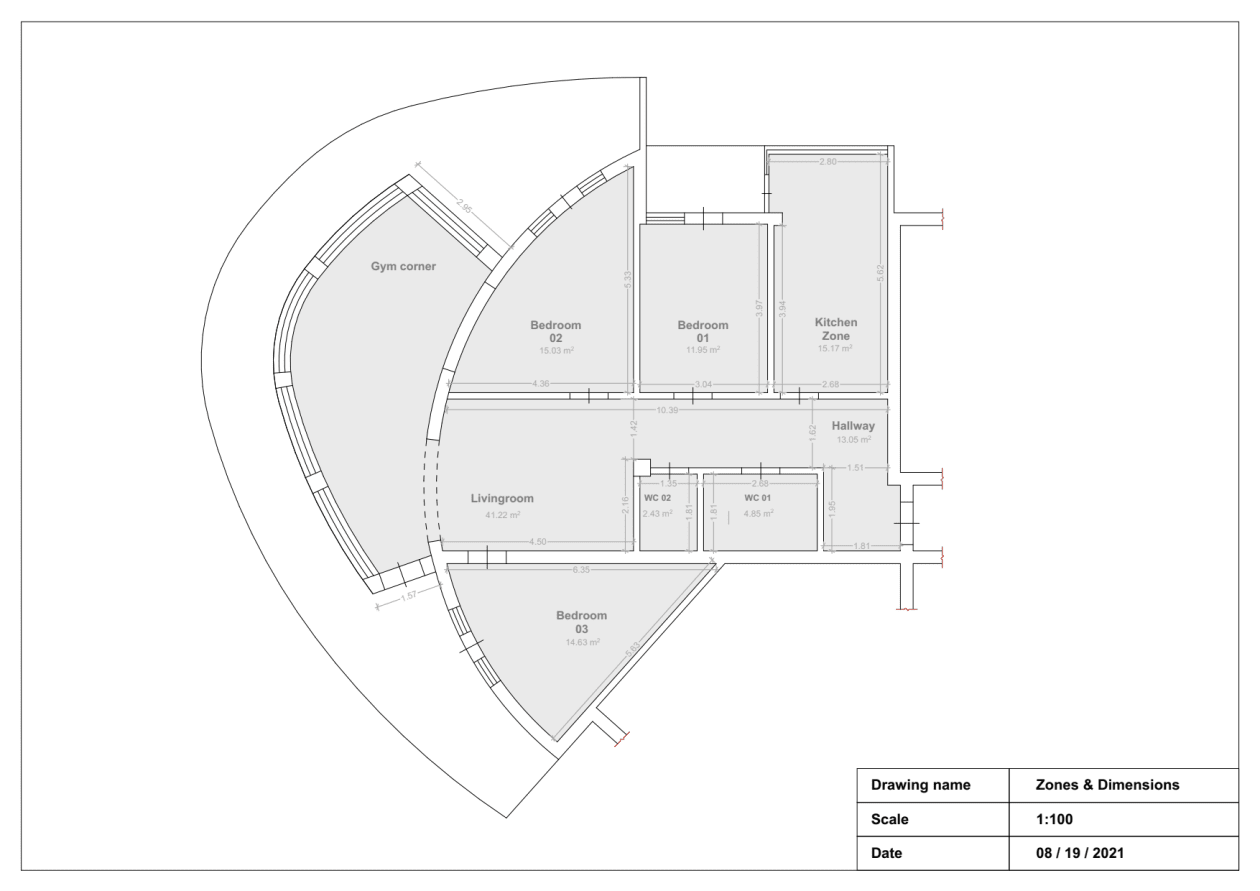 2.95
2.80
Gym corner
5.33
5.62
3.97
3.94
Bedroom
02
15.03 m²
Bedroom
01
11.95 m²
Kitchen
Zone
15.17 m²
4.36
3.04
2.68
10.39
1.42
1.62
Hallway
13.05 m²
1.51
Livingroom
41.22 m²
2.16
1.35
WC 02
2.43 m²
1.81
2.68
WC 01
4.85 m²
1.81
1.95
4.50
1.81
6.35
1.57
Bedroom
03
14.63 m²
5.63
Drawing name
Zones & Dimensions
Scale
1:100
Date
08 / 19 / 2021